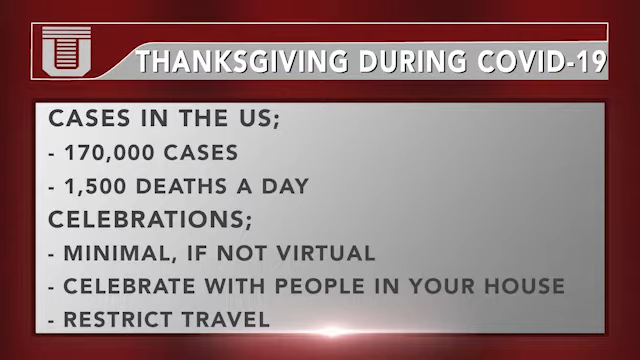 U
THANKSGIVING DURING COVID-19
CASES IN THE US;
- 170,000 CASES
- 1,500 DEATHS A DAY
CELEBRATIONS;
- MINIMAL, IF NOT VIRTUAL
- CELEBRATE WITH PEOPLE IN YOUR HOUSE
- RESTRICT TRAVEL